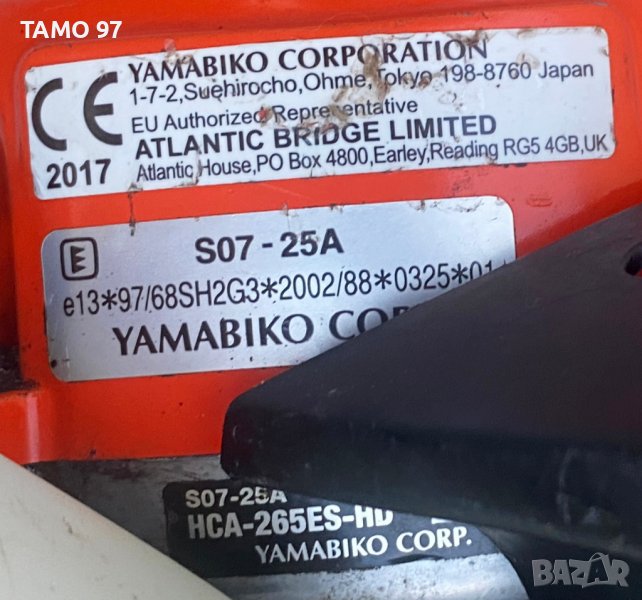 TAMO 97
CE
2017
YAMABIKO CORPORATION
1-7-2,Suehirocho,Ohme,Tokyo 198-8760 Japan
EU Authorized Representative
ATLANTIC BRIDGE LIMITED
Atlantic House,PO Box 4800,Earley,Reading RG5 4GB,UK
E
S07-25A
e13*97/68SH2G3*2002/88*0325*01
YAMABIKO
S07-25A
HCA-265ES-HD
YAMABIKO CORP.
BAZAR